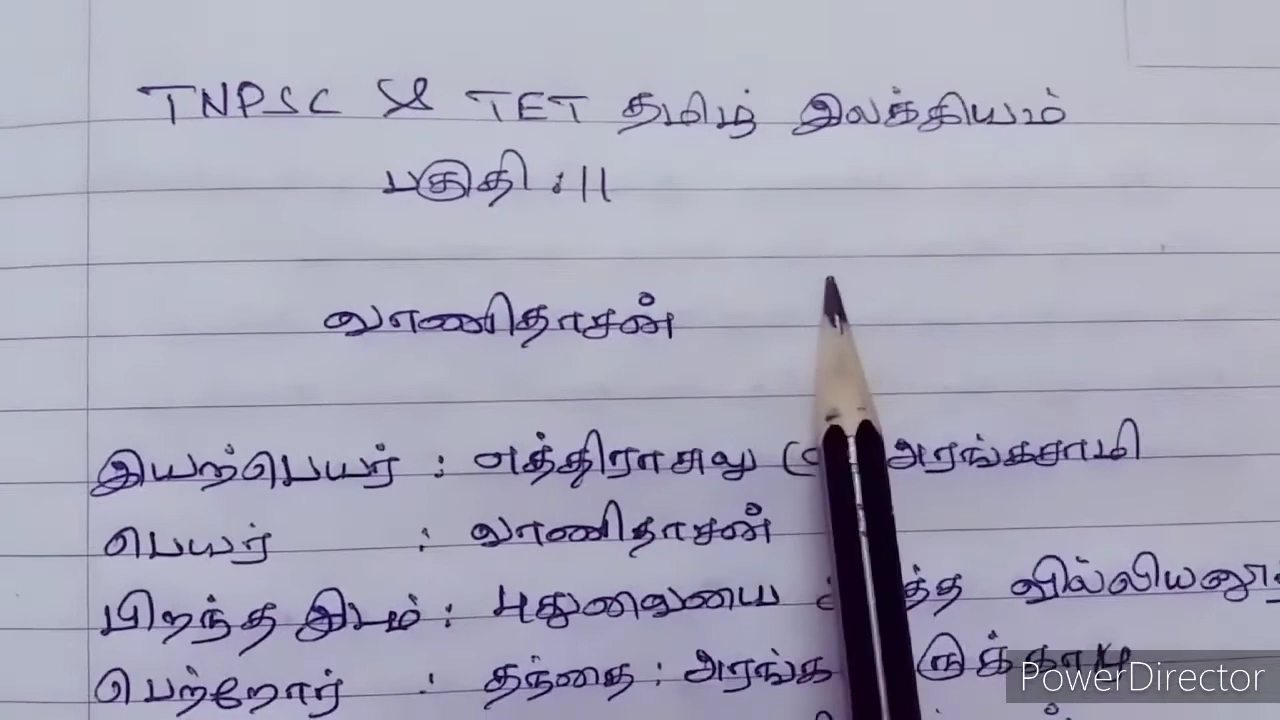 TNPSC & TET தமிழ் இலக்கியம்
பகுதி : 11
வாணிதாசன்
இயற்பெயர் : எத்திராசலு ( அரங்கசாமி
பெயர் : வாணிதாசன்
பிறந்த இடம் : புதுவையை வில்லியனூர்
பெற்றோர் : தந்தை : அரங்க
PowerDirector